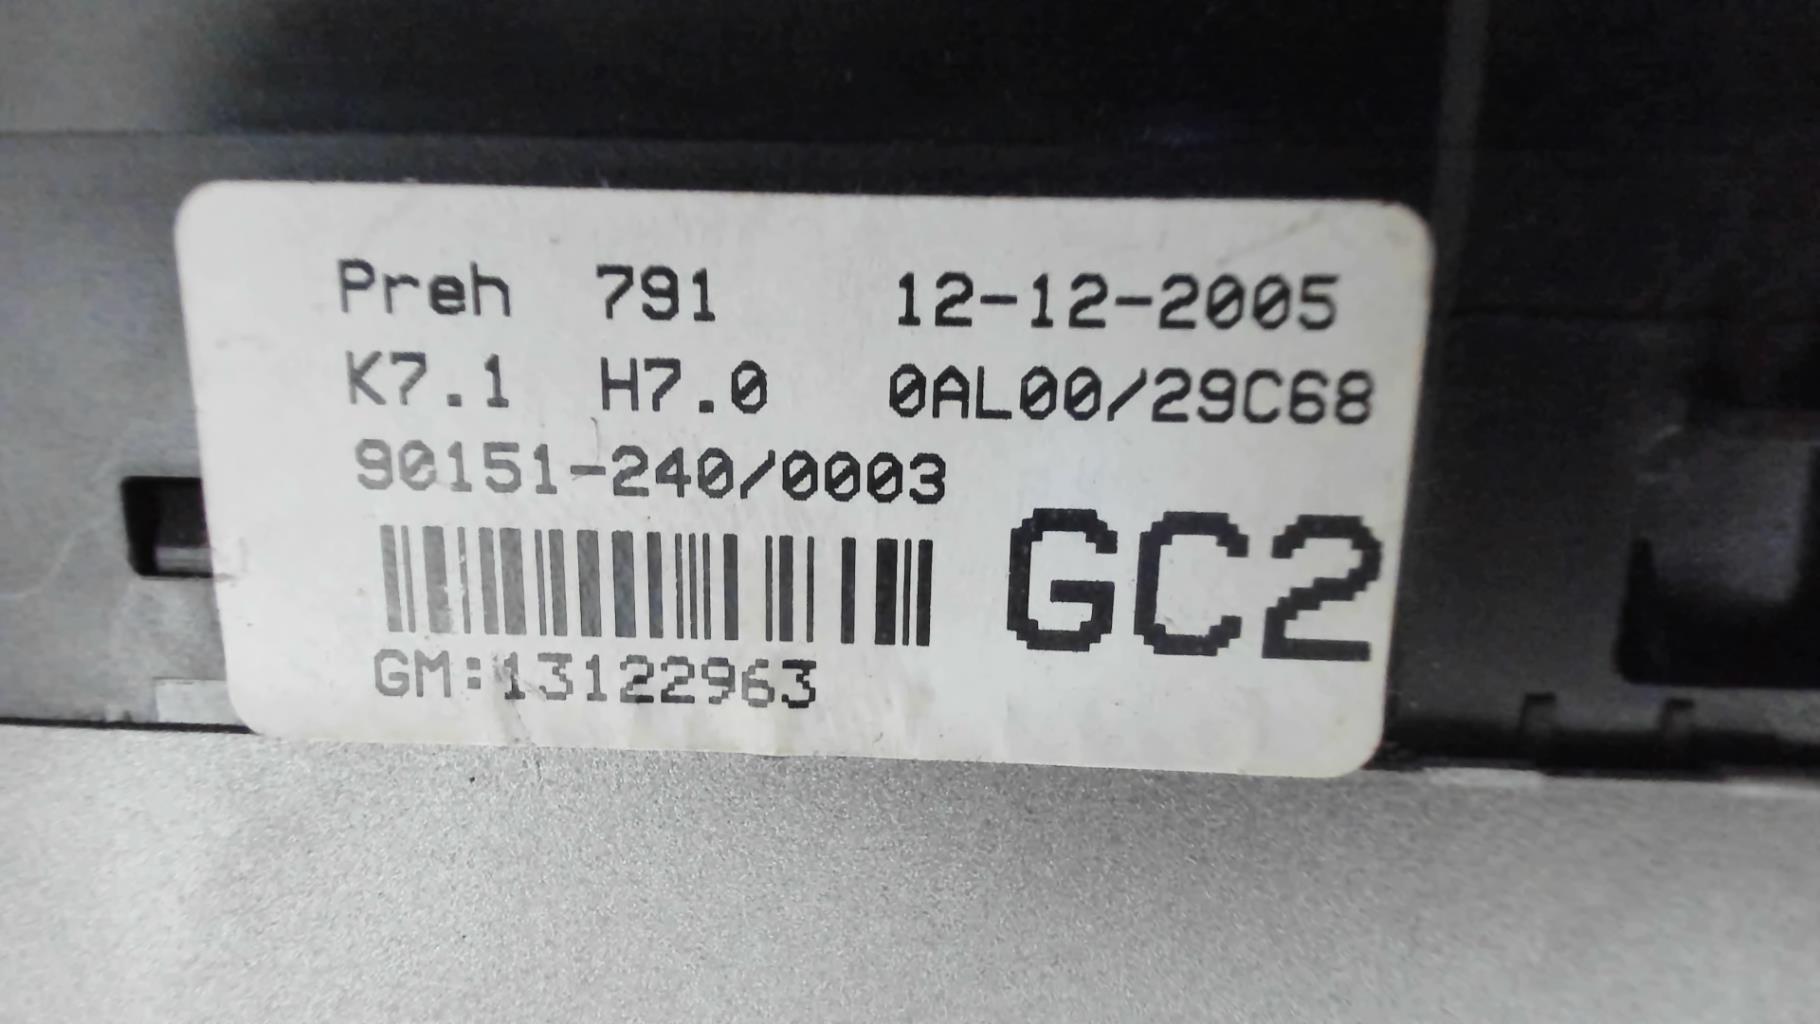 Preh 791 12-12-2005
K7.1 H7.0 0AL00/29C68
90151-240/0003
GC2
GM:13122963